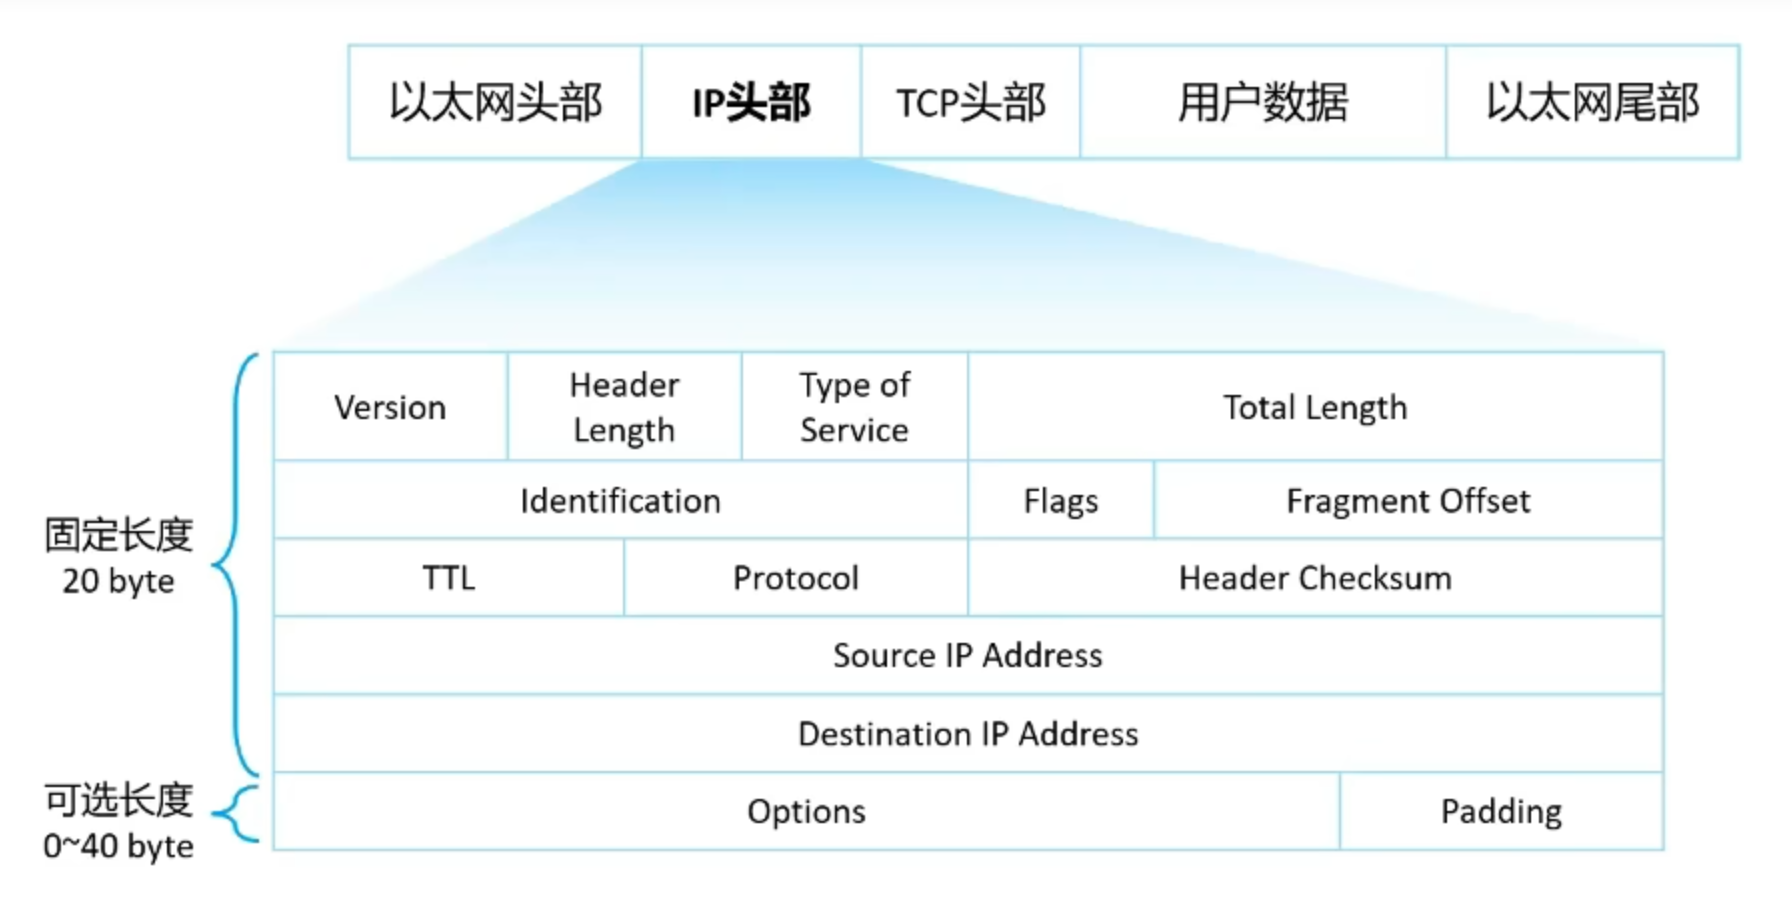 以太网头部 IP头部 TCP头部 用户数据 以太网尾部
Version Header Length Type of Service Total Length
Identification Flags Fragment Offset
固定长度
20 byte
TTL Protocol Header Checksum
Source IP Address
Destination IP Address
可选长度
0~40 byte
Options Padding